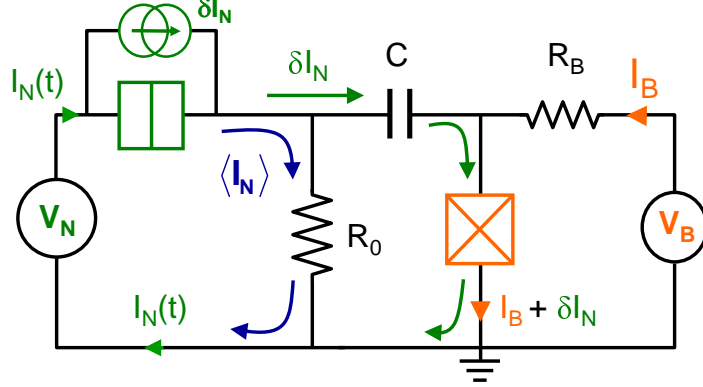 δI_N
I_N(t)
δI_N
C
R_B
I_B
⟨I_N⟩
V_N
R_0
V_B
I_N(t)
I_B + δI_N